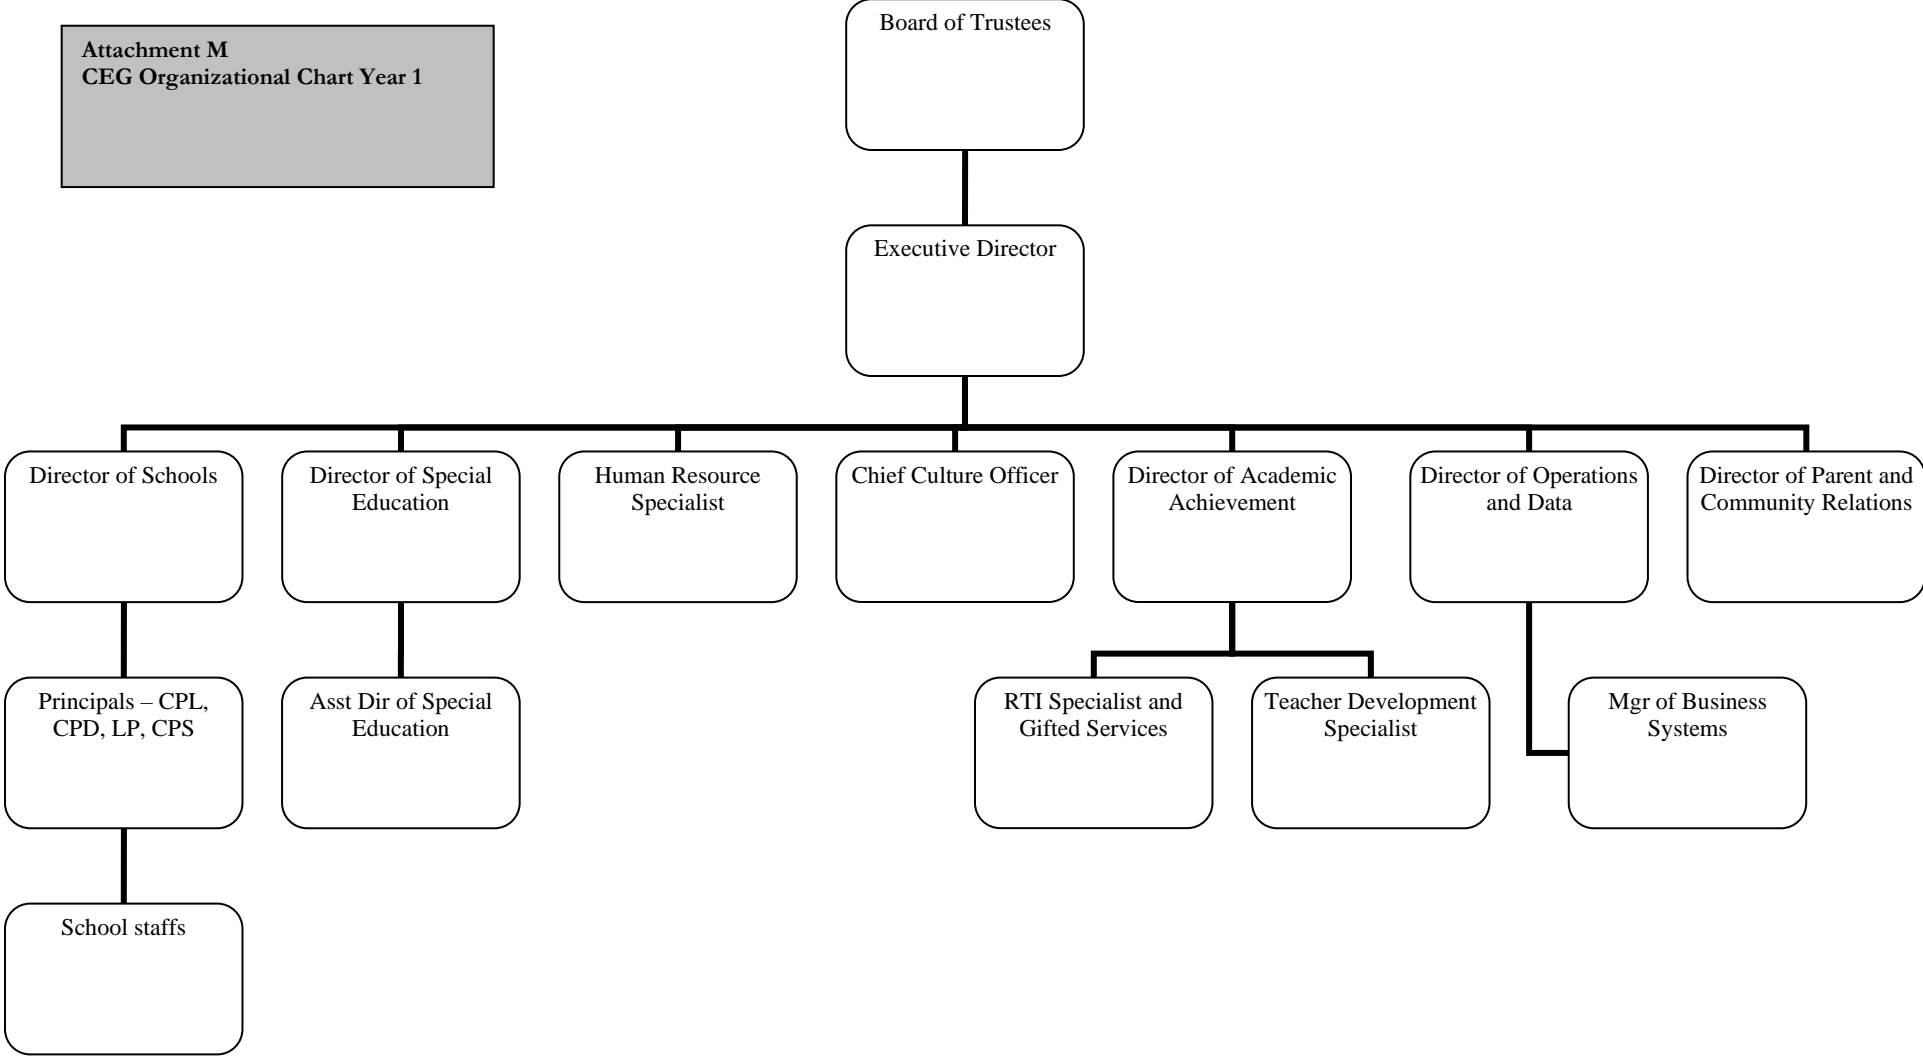 Attachment M
CEG Organizational Chart Year 1
Board of Trustees
Executive Director
Director of Schools
Director of Special
Education
Human Resource
Specialist
Chief Culture Officer
Director of Academic
Achievement
Director of Operations
and Data
Director of Parent and
Community Relations
Principals – CPL,
CPD, LP, CPS
Asst Dir of Special
Education
RTI Specialist and
Gifted Services
Teacher Development
Specialist
Mgr of Business
Systems
School staffs